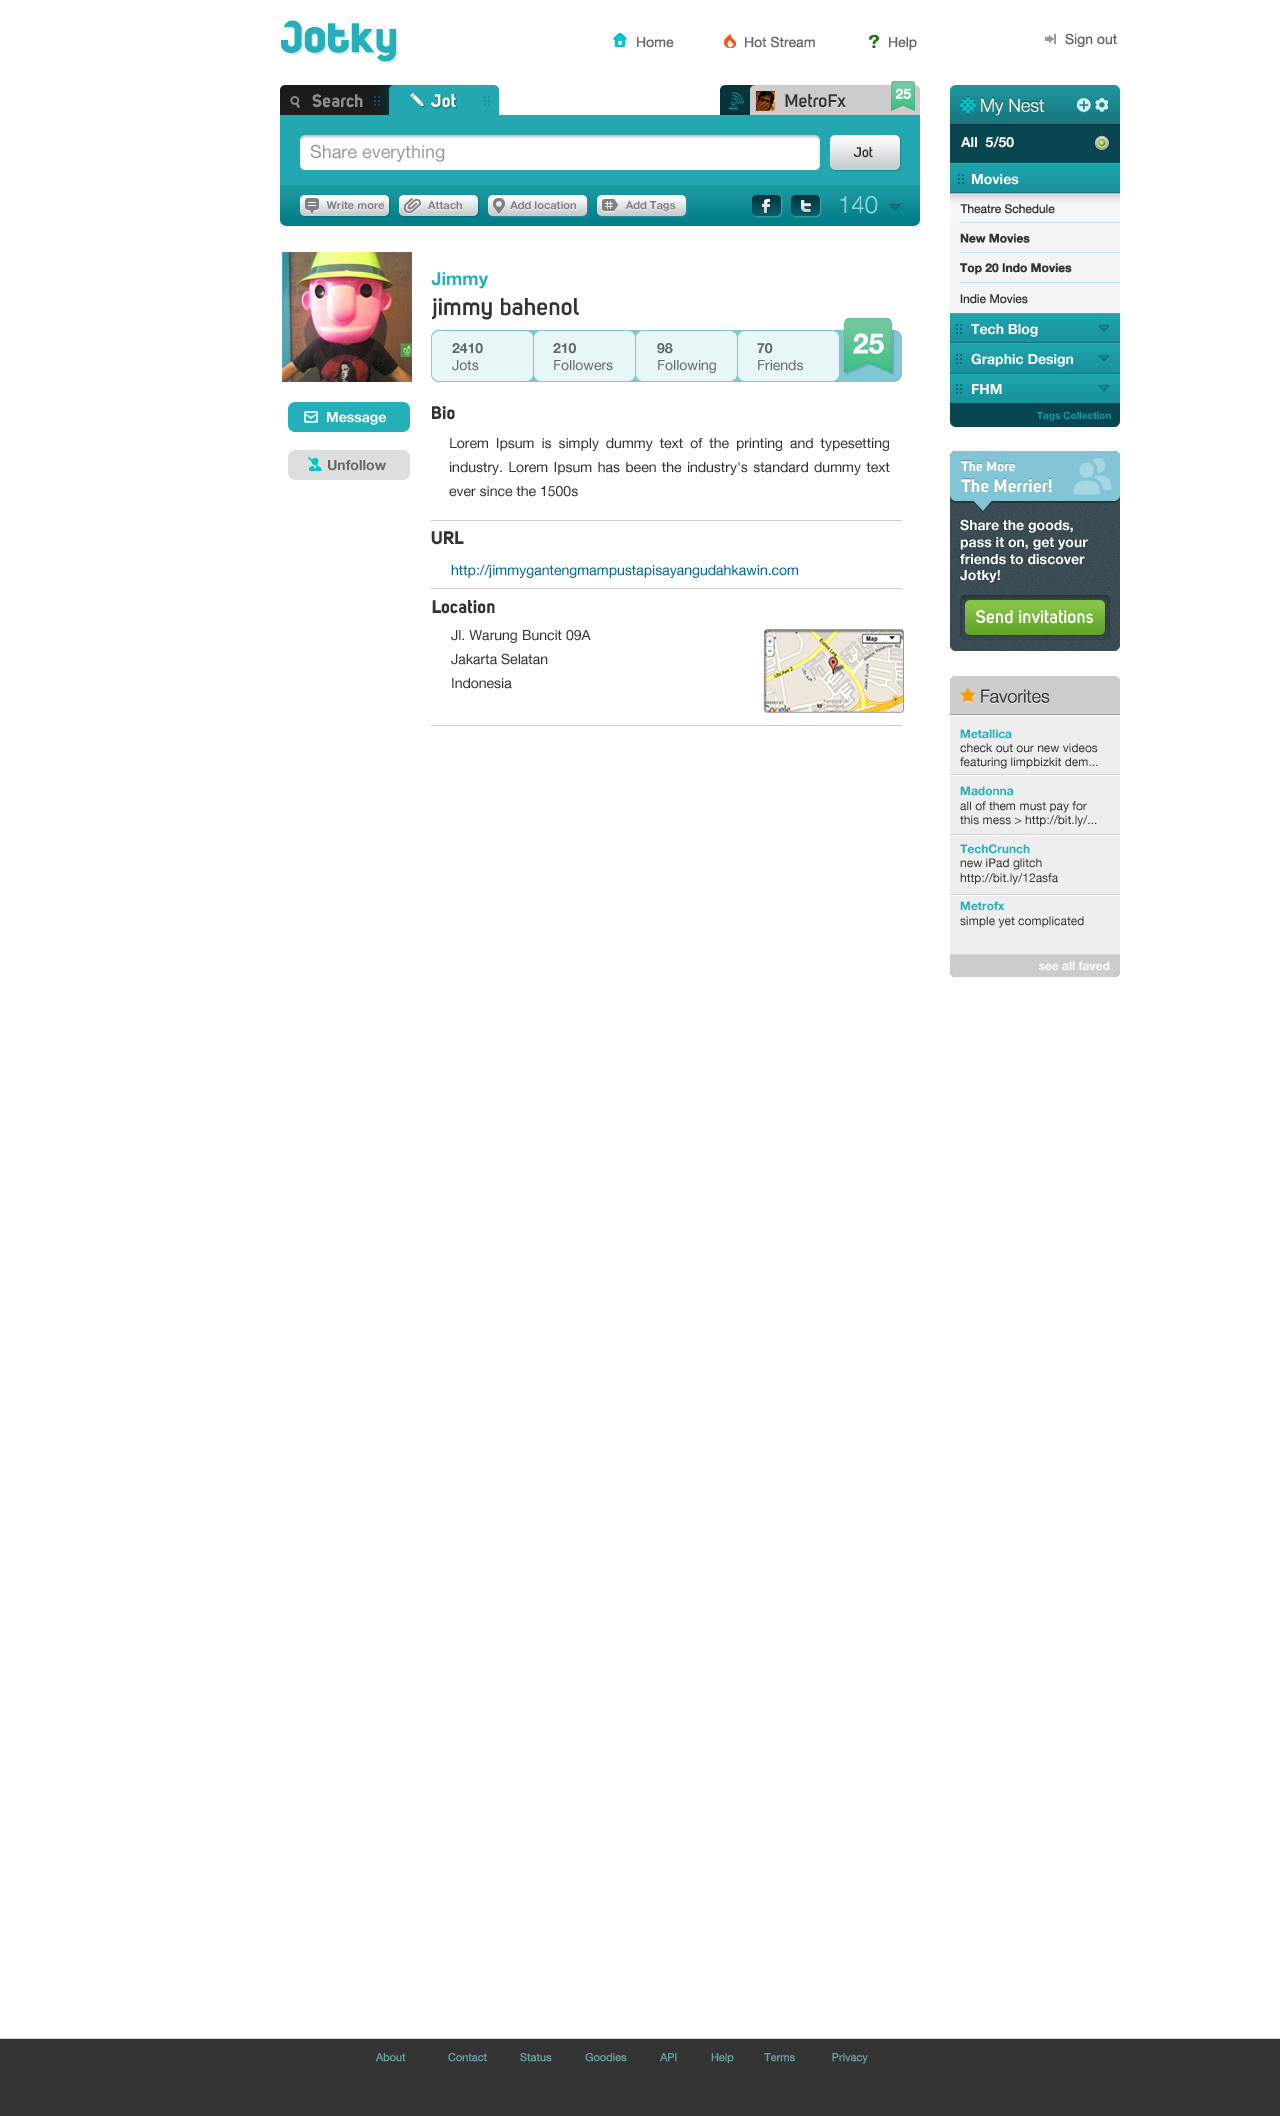 Jotky
Home
Hot Stream
? Help
Sign out
Search
Jot
MetroFx
25
Share everything
Jot
Write more
Attach
Add location
Add Tags
140
Jimmy
jimmy bahenol
2410
Jots
210
Followers
98
Following
70
Friends
25
Message
Unfollow
Bio
Lorem Ipsum is simply dummy text of the printing and typesetting
industry. Lorem Ipsum has been the industry's standard dummy text
ever since the 1500s
URL
http://jimmygantengmampustapisayangudahkawin.com
Location
Jl. Warung Buncit 09A
Jakarta Selatan
Indonesia
Map
My Nest
All 5/50
Movies
Theatre Schedule
New Movies
Top 20 Indo Movies
Indie Movies
Tech Blog
Graphic Design
FHM
Tags Collection
The More
The Merrier!
Share the goods,
pass it on, get your
friends to discover
Jotky!
Send invitations
Favorites
Metallica
check out our new videos
featuring limpbizkit dem...
Madonna
all of them must pay for
this mess > http://bit.ly/...
TechCrunch
new iPad glitch
http://bit.ly/12asfa
Metrofx
simple yet complicated
see all faved
About
Contact
Status
Goodies
API
Help
Terms
Privacy